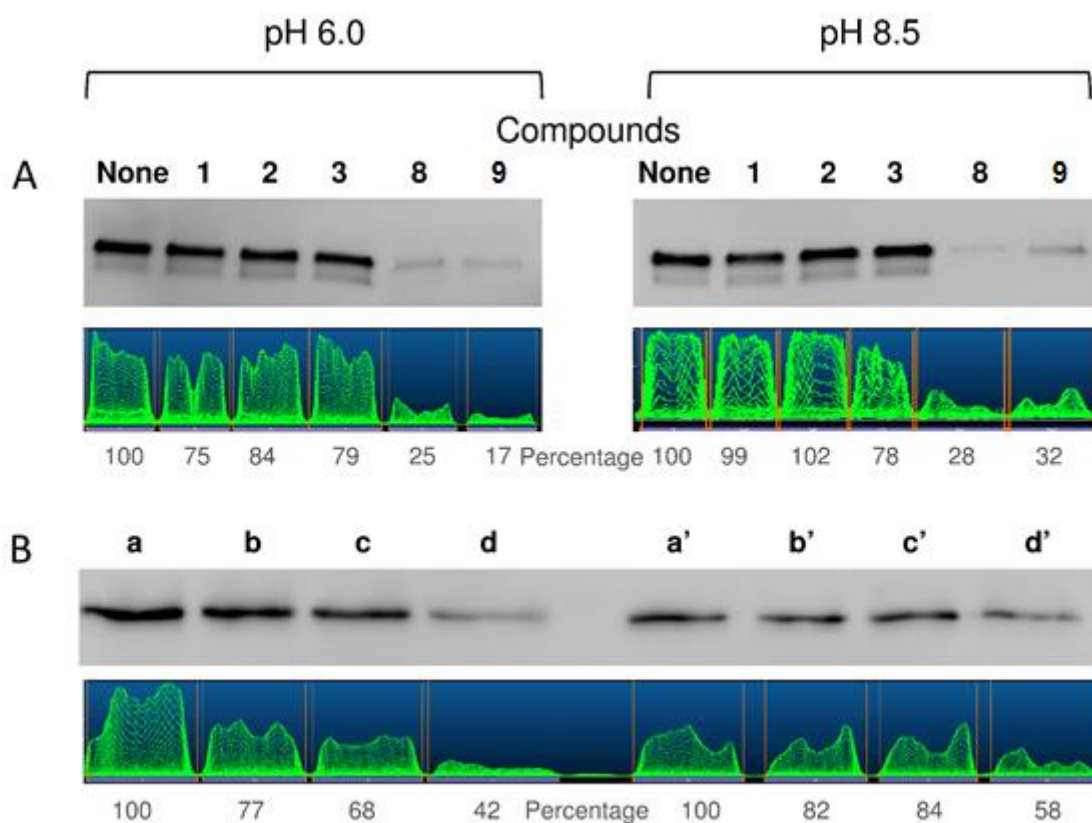 pH 6.0 pH 8.5
Compounds
A None 1 2 3 8 9 None 1 2 3 8 9
100 75 84 79 25 17 Percentage 100 99 102 78 28 32
B a b c d a’ b’ c’ d’
100 77 68 42 Percentage 100 82 84 58